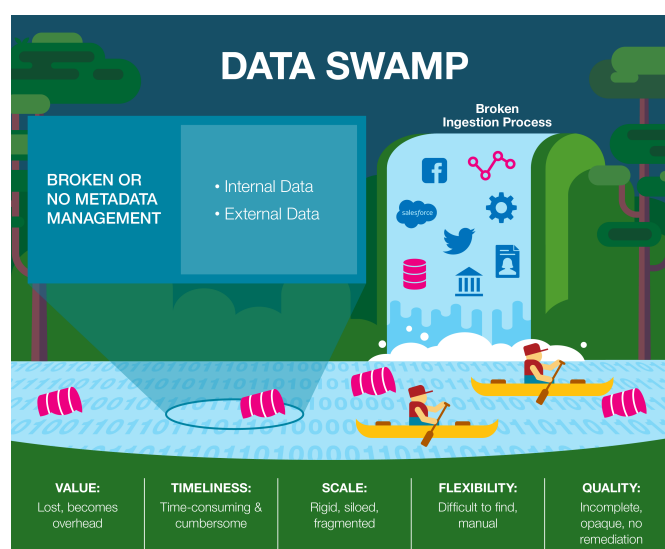 DATA SWAMP
Broken
Ingestion Process
BROKEN OR
NO METADATA
MANAGEMENT
• Internal Data
• External Data
salesforce
VALUE:
Lost, becomes
overhead
TIMELINESS:
Time-consuming &
cumbersome
SCALE:
Rigid, siloed,
fragmented
FLEXIBILITY:
Difficult to find,
manual
QUALITY:
Incomplete,
opaque, no
remediation